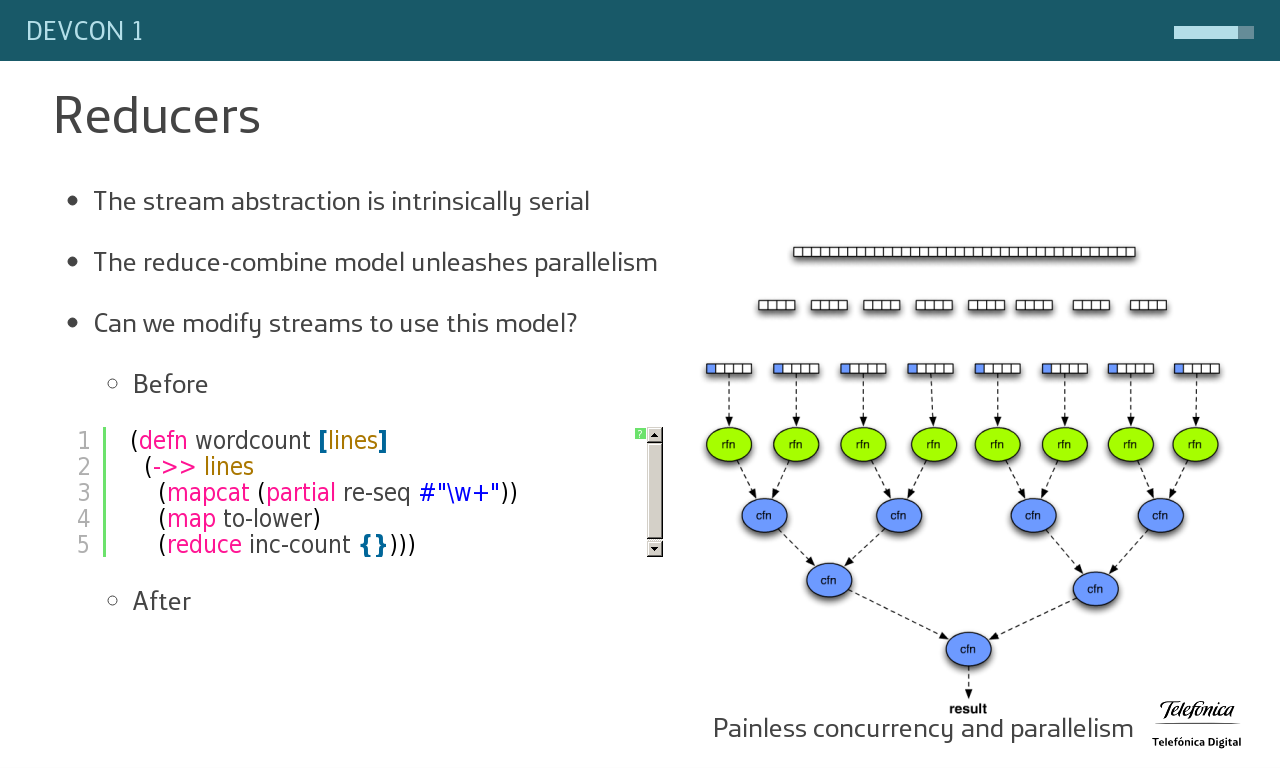 DEVCON 1
Reducers
The stream abstraction is intrinsically serial
The reduce-combine model unleashes parallelism
Can we modify streams to use this model?
Before
1 (defn wordcount [lines]
2 (->> lines
3 (mapcat (partial re-seq #"\w+"))
4 (map to-lower)
5 (reduce inc-count {})))
?
After
rfn rfn rfn rfn rfn rfn rfn rfn
cfn cfn cfn cfn
cfn cfn
cfn
result
Painless concurrency and parallelism
Telefónica
Telefónica Digital